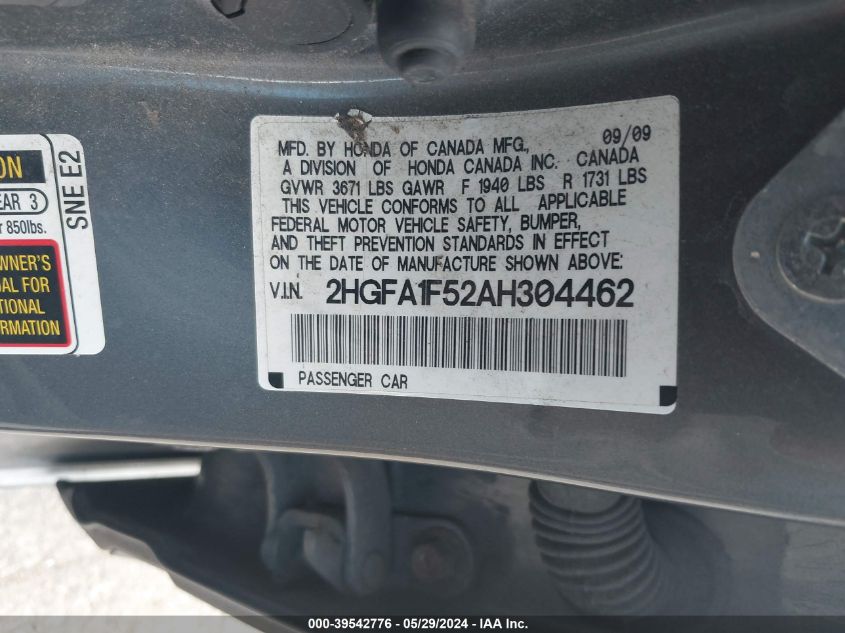 ON
EAR 3
r 850lbs.
SNE E2
WNER'S
AL FOR
TIONAL
RMATION
09/09
MFD. BY HONDA OF CANADA MFG.,
A DIVISION OF HONDA CANADA INC. CANADA
GVWR 3671 LBS GAWR F 1940 LBS R 1731 LBS
THIS VEHICLE CONFORMS TO ALL APPLICABLE
FEDERAL MOTOR VEHICLE SAFETY, BUMPER,
AND THEFT PREVENTION STANDARDS IN EFFECT
ON THE DATE OF MANUFACTURE SHOWN ABOVE:
V.I.N. 2HGFA1F52AH304462
PASSENGER CAR
000-39542776 - 05/29/2024 - IAA Inc.